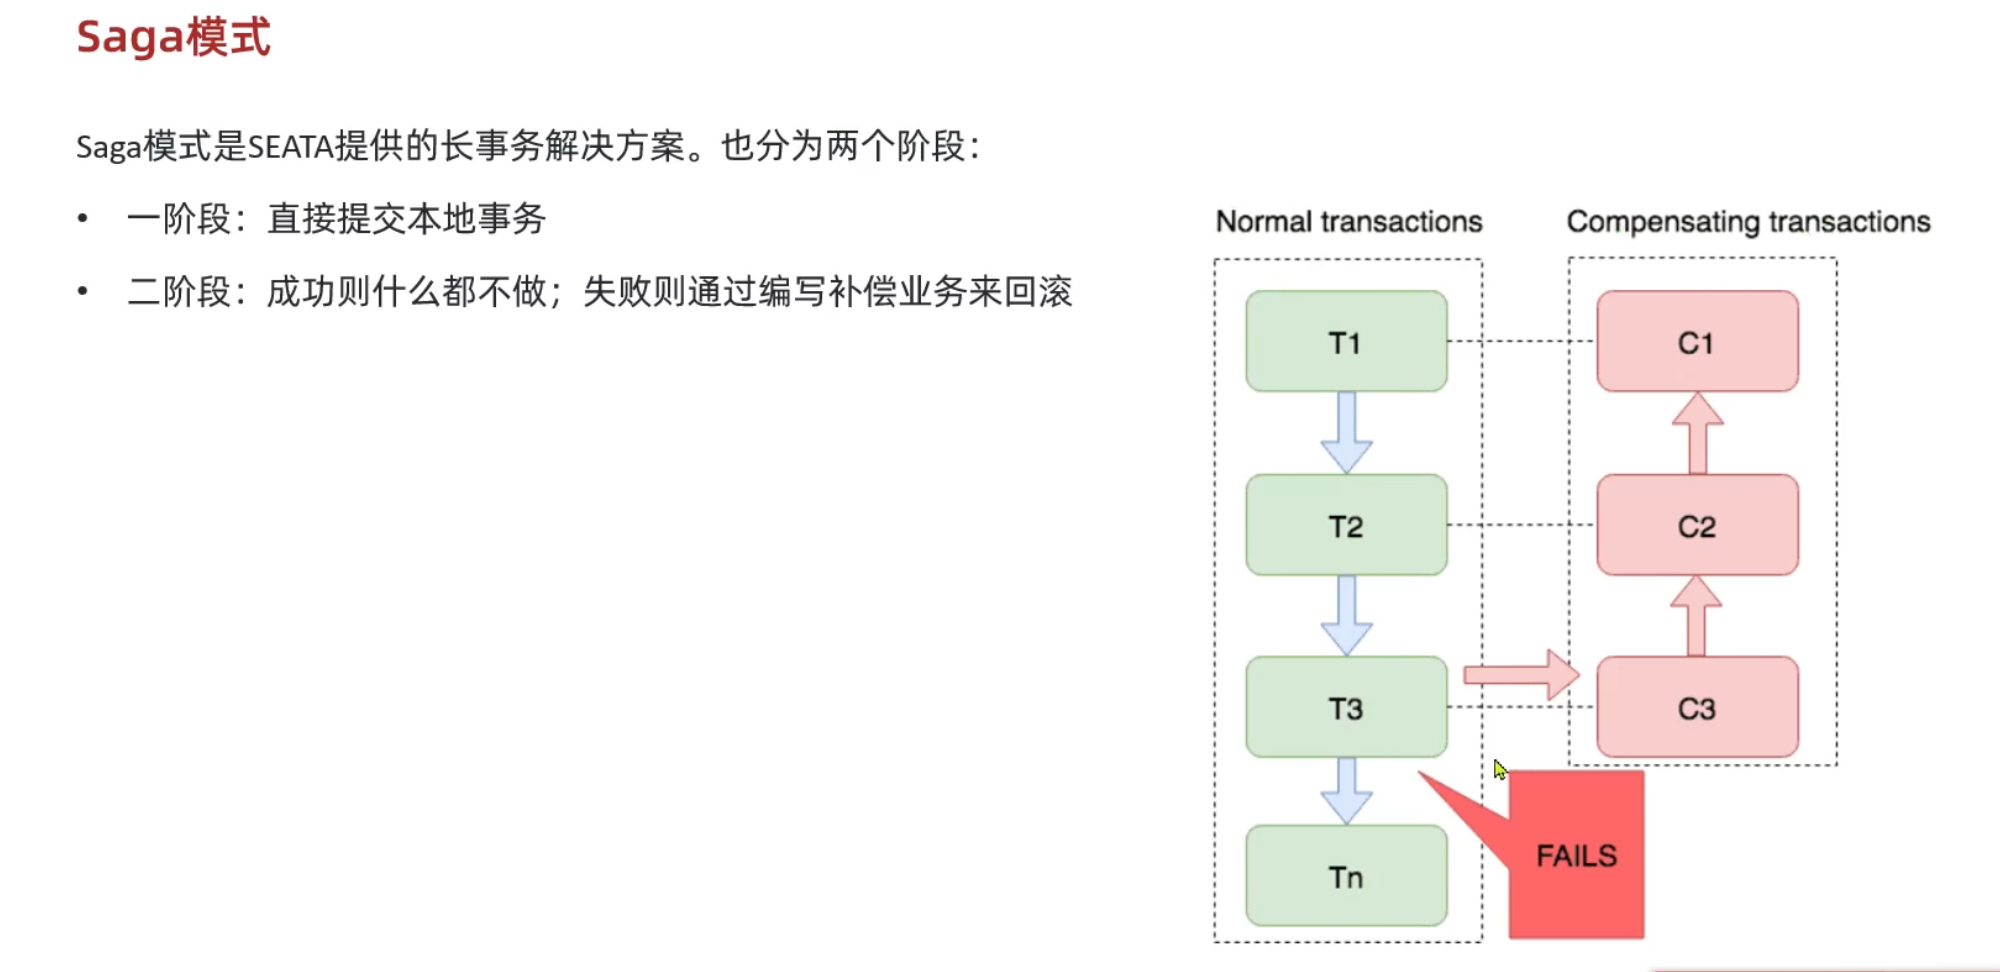 Saga模式
Saga模式是SEATA提供的长事务解决方案。也分为两个阶段：
• 一阶段：直接提交本地事务
• 二阶段：成功则什么都不做；失败则通过编写补偿业务来回滚
Normal transactions
Compensating transactions
T1
C1
T2
C2
T3
C3
Tn
FAILS